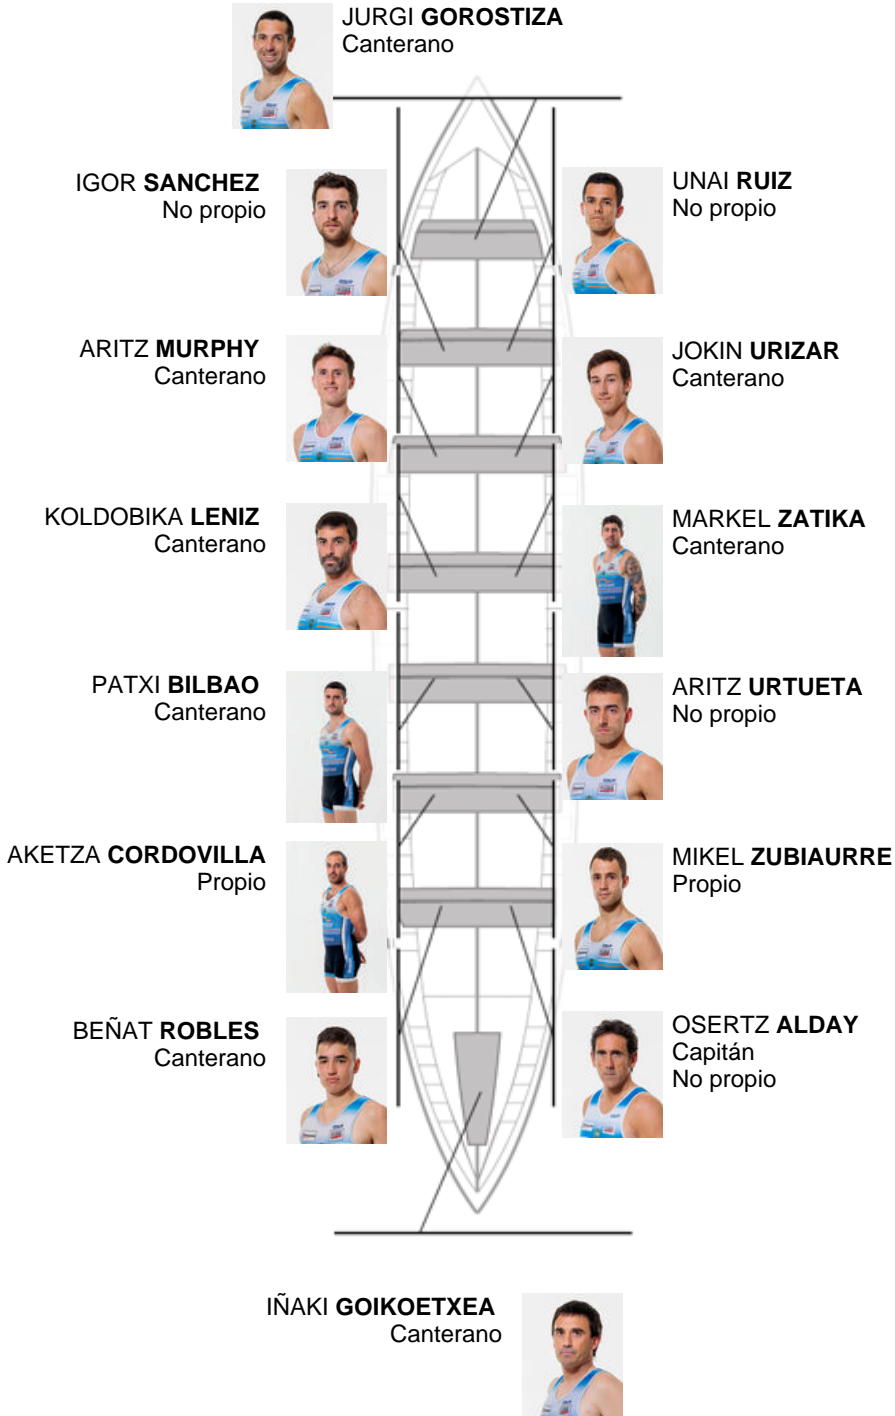 JURGI GOROSTIZA
Canterano
IGOR SANCHEZ
No propio
UNAI RUIZ
No propio
ARITZ MURPHY
Canterano
JOKIN URIZAR
Canterano
KOLDOBIKA LENIZ
Canterano
MARKEL ZATIKA
Canterano
PATXI BILBAO
Canterano
ARITZ URTUETA
No propio
AKETZA CORDOVILLA
Propio
MIKEL ZUBIAURRE
Propio
BEÑAT ROBLES
Canterano
OSERTZ ALDAY
Capitán
No propio
IÑAKI GOIKOETXEA
Canterano